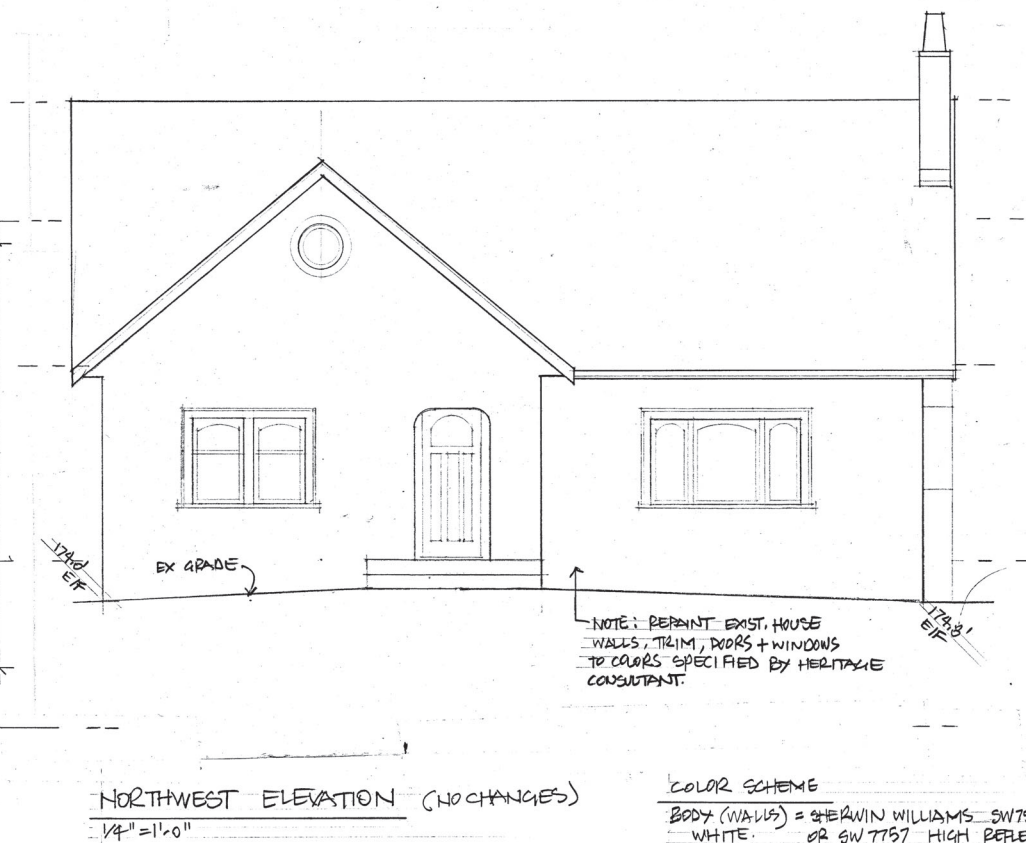 174.0'
E/F
EX GRADE
NOTE: REPAINT EXIST. HOUSE
WALLS, TRIM, DOORS + WINDOWS
TO COLORS SPECIFIED BY HERITAGE
CONSULTANT.
174.8'
E/F
NORTHWEST ELEVATION (NO CHANGES)
1/4" = 1'-0"
COLOR SCHEME
BODY (WALLS) = SHERWIN WILLIAMS
WHITE. OR SW 7757 HIGH REFLE